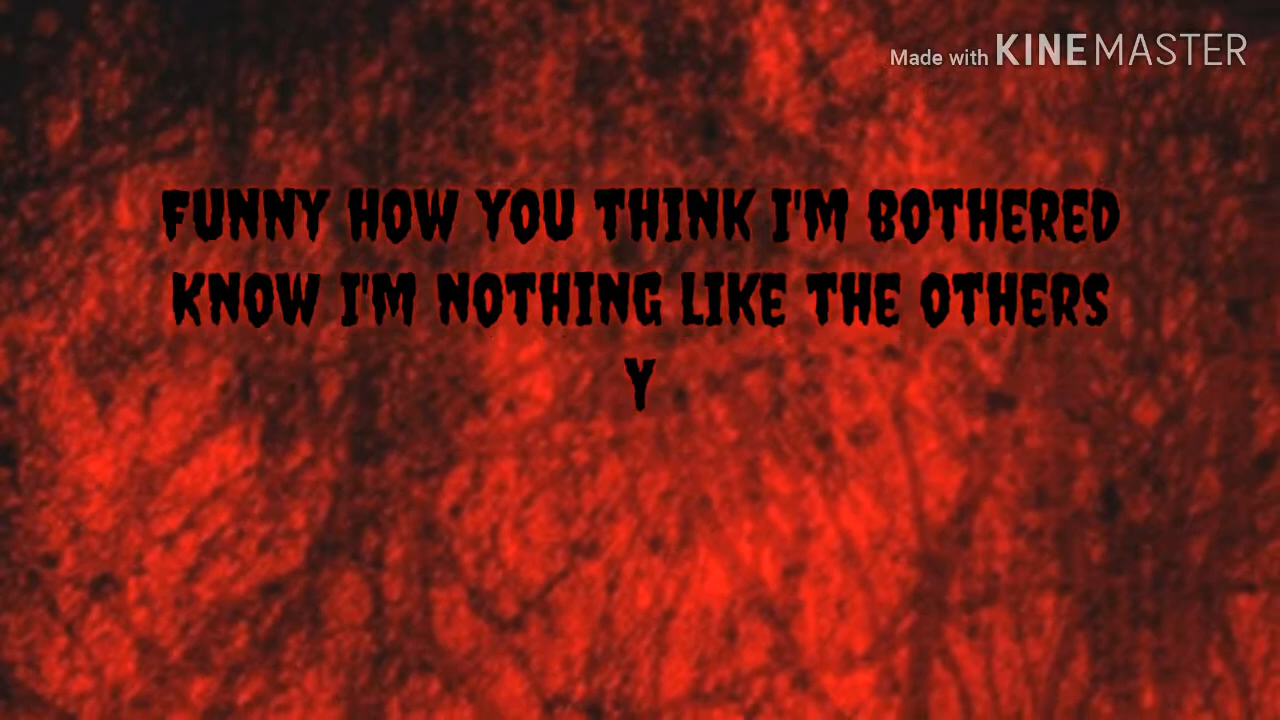 Made with KINEMASTER
FUNNY HOW YOU THINK I'M BOTHERED
KNOW I'M NOTHING LIKE THE OTHERS
Y